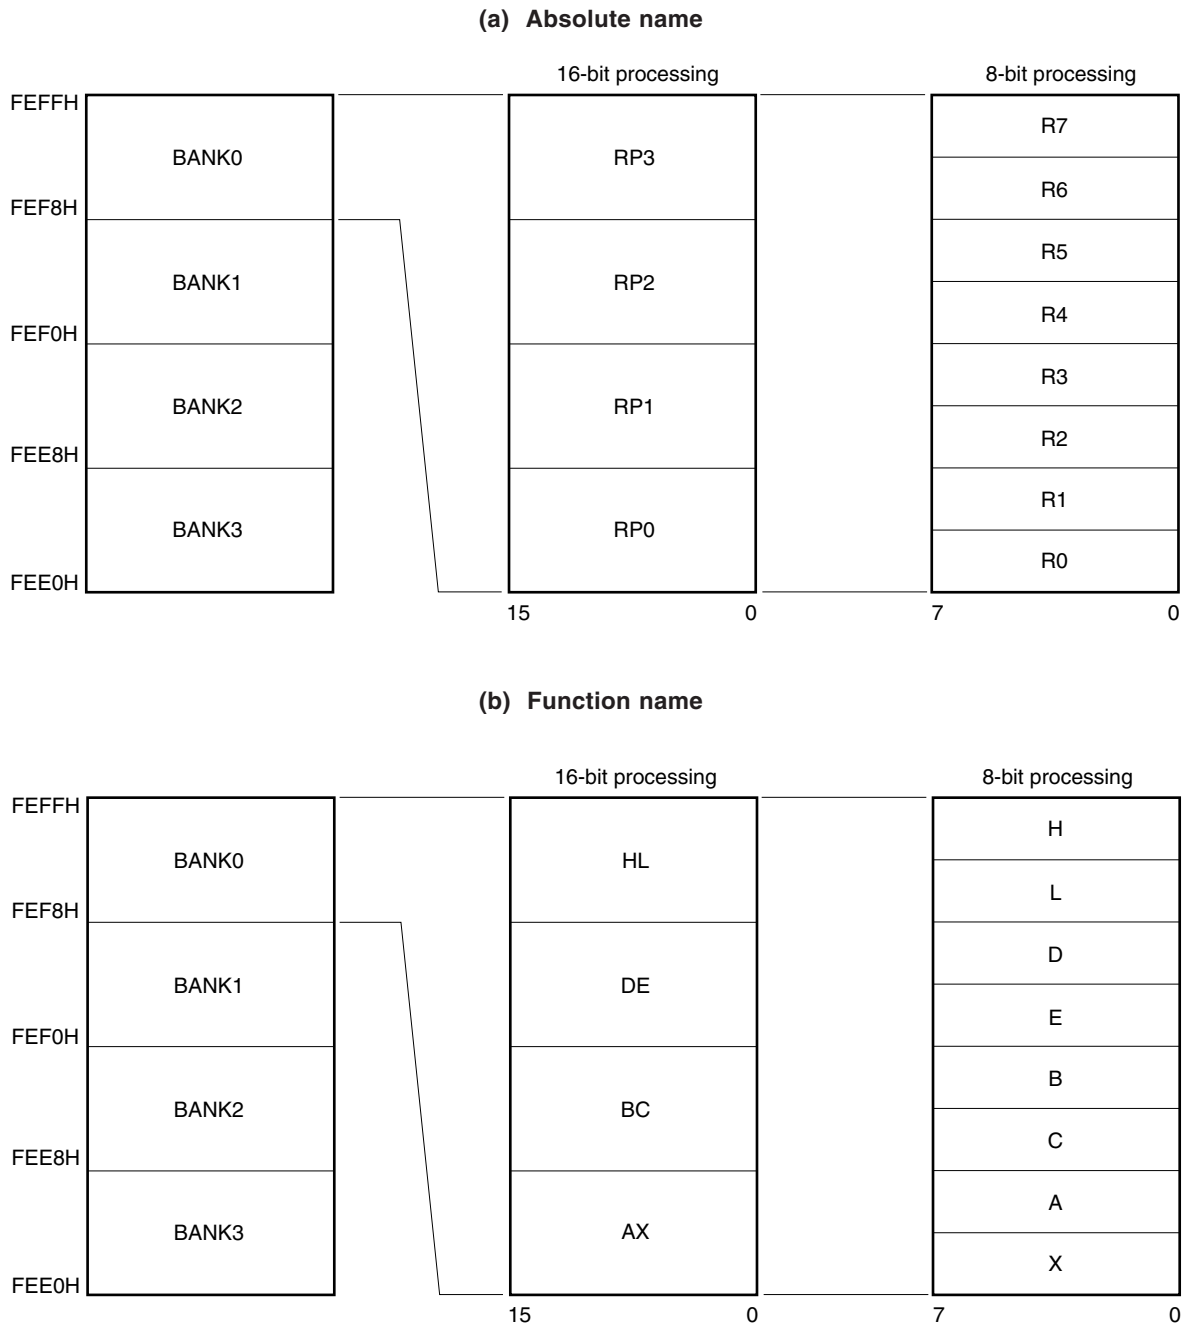 (a) Absolute name
16-bit processing
8-bit processing
FEFFH
BANK0
RP3
R7
R6
FEF8H
BANK1
RP2
R5
R4
FEF0H
BANK2
RP1
R3
R2
FEE8H
BANK3
RP0
R1
R0
FEE0H
15 0
7 0
(b) Function name
16-bit processing
8-bit processing
FEFFH
BANK0
HL
H
L
FEF8H
BANK1
DE
D
E
FEF0H
BANK2
BC
B
C
FEE8H
BANK3
AX
A
X
FEE0H
15 0
7 0